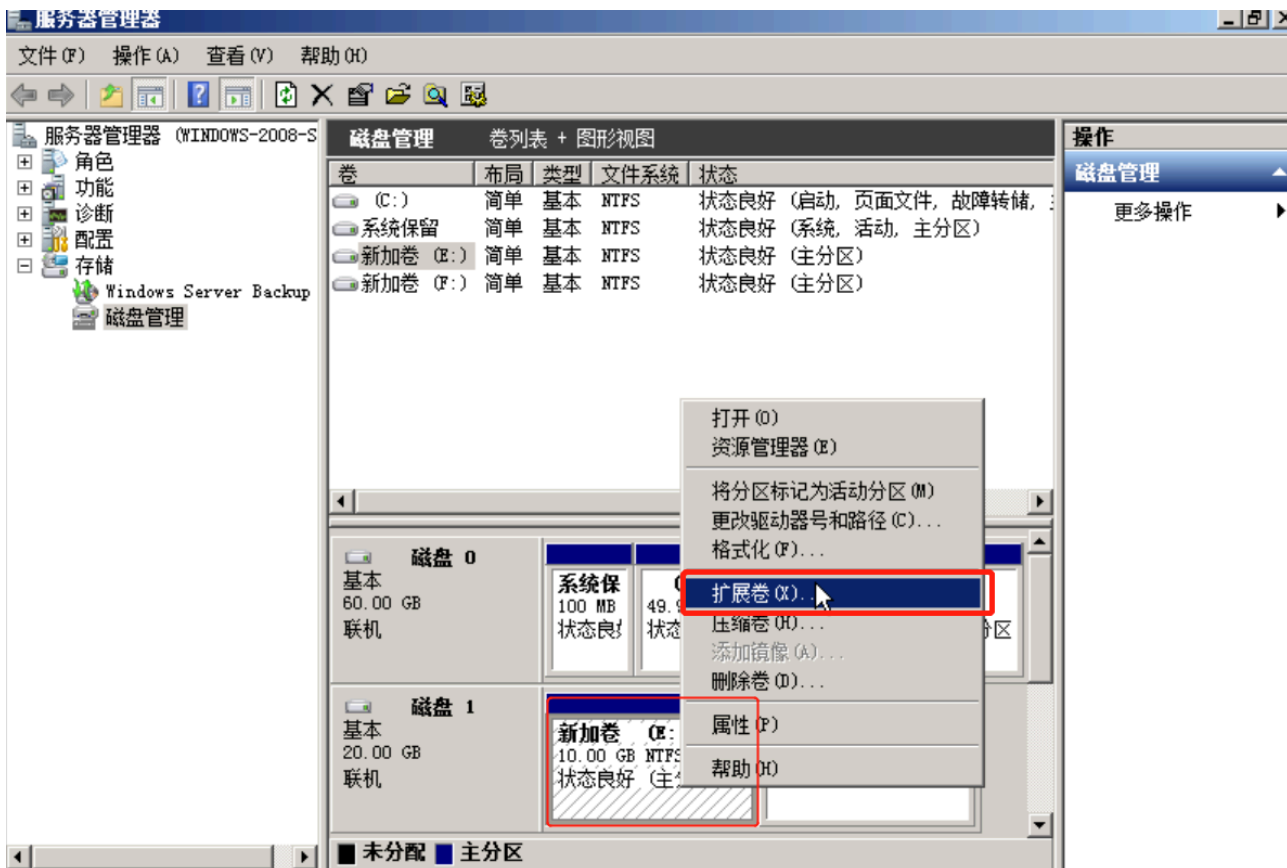 服务器管理器
文件(F) 操作(A) 查看(V) 帮助(H)
服务器管理器 (WINDOWS-2008-S
角色
功能
诊断
配置
存储
Windows Server Backup
磁盘管理
磁盘管理 卷列表 + 图形视图
卷 布局 类型 文件系统 状态
(C:) 简单 基本 NTFS 状态良好 (启动, 页面文件, 故障转储,
系统保留 简单 基本 NTFS 状态良好 (系统, 活动, 主分区)
新加卷 (E:) 简单 基本 NTFS 状态良好 (主分区)
新加卷 (F:) 简单 基本 NTFS 状态良好 (主分区)
操作
磁盘管理
更多操作
打开(O)
资源管理器(E)
将分区标记为活动分区(M)
更改驱动器号和路径(C)...
格式化(F)...
扩展卷(X)...
压缩卷(H)...
添加镜像(A)...
删除卷(D)...
属性(P)
帮助(H)
磁盘 0
基本
60.00 GB
联机
系统保
100 MB
状态良
49.9
状态
区
磁盘 1
基本
20.00 GB
联机
新加卷 (E:
10.00 GB NTFS
状态良好 (主
未分配 主分区